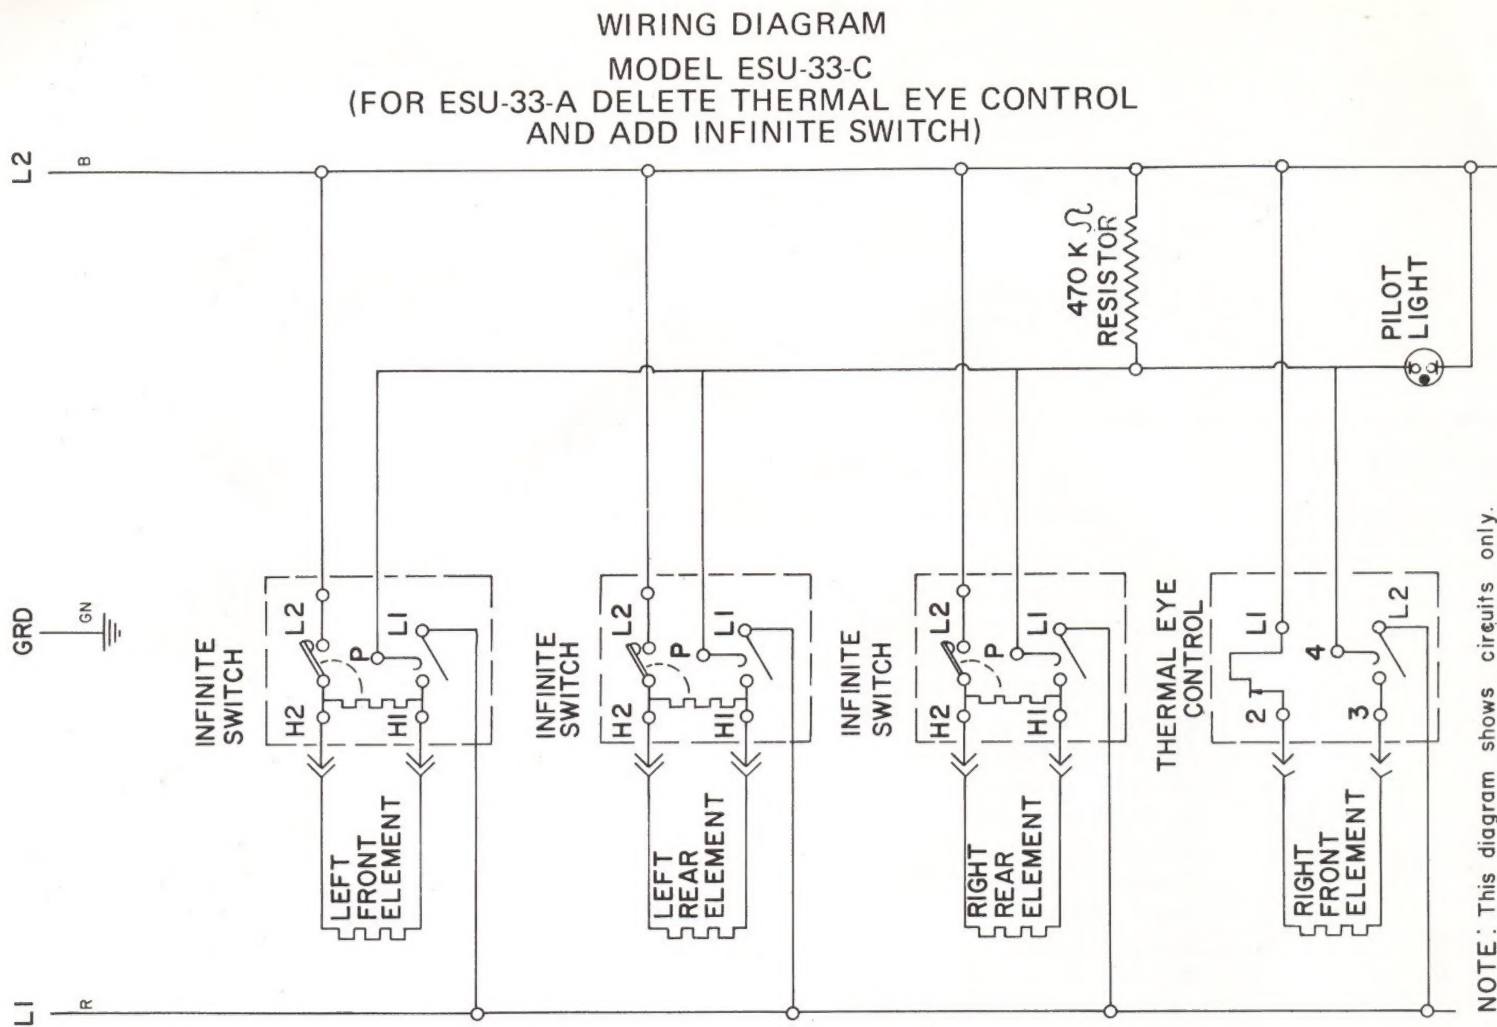 WIRING DIAGRAM
MODEL ESU-33-C
(FOR ESU-33-A DELETE THERMAL EYE CONTROL
AND ADD INFINITE SWITCH)
L2
B
470 K Ω
RESISTOR
PILOT
LIGHT
GRD
GN
INFINITE
SWITCH
L2
P
L1
H2
H1
INFINITE
SWITCH
L2
P
L1
H2
H1
INFINITE
SWITCH
L2
P
L1
H2
H1
THERMAL EYE
CONTROL
L1
4
L2
2
3
LEFT
FRONT
ELEMENT
LEFT
REAR
ELEMENT
RIGHT
REAR
ELEMENT
RIGHT
FRONT
ELEMENT
L1
R
NOTE: This diagram shows circuits only.